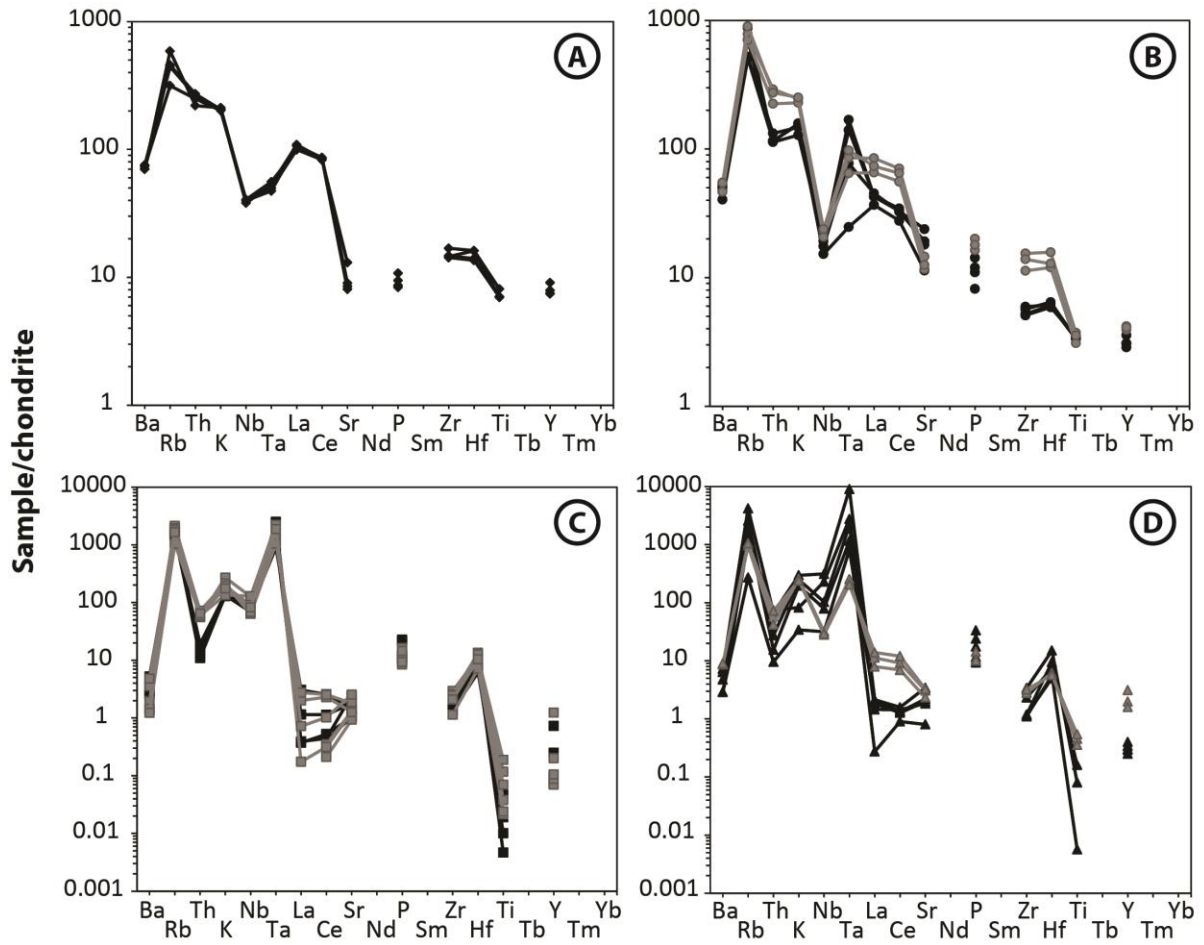 Sample/chondrite
A
1000
100
10
1
Ba Th Nb La Sr P Zr Ti Y Yb
Rb K Ta Ce Nd Sm Hf Tb Tm
B
1000
100
10
1
Ba Th Nb La Sr P Zr Ti Y Yb
Rb K Ta Ce Nd Sm Hf Tb Tm
C
10000
1000
100
10
1
0.1
0.01
0.001
Ba Th Nb La Sr P Zr Ti Y Yb
Rb K Ta Ce Nd Sm Hf Tb Tm
D
10000
1000
100
10
1
0.1
0.01
0.001
Ba Th Nb La Sr P Zr Ti Y Yb
Rb K Ta Ce Nd Sm Hf Tb Tm